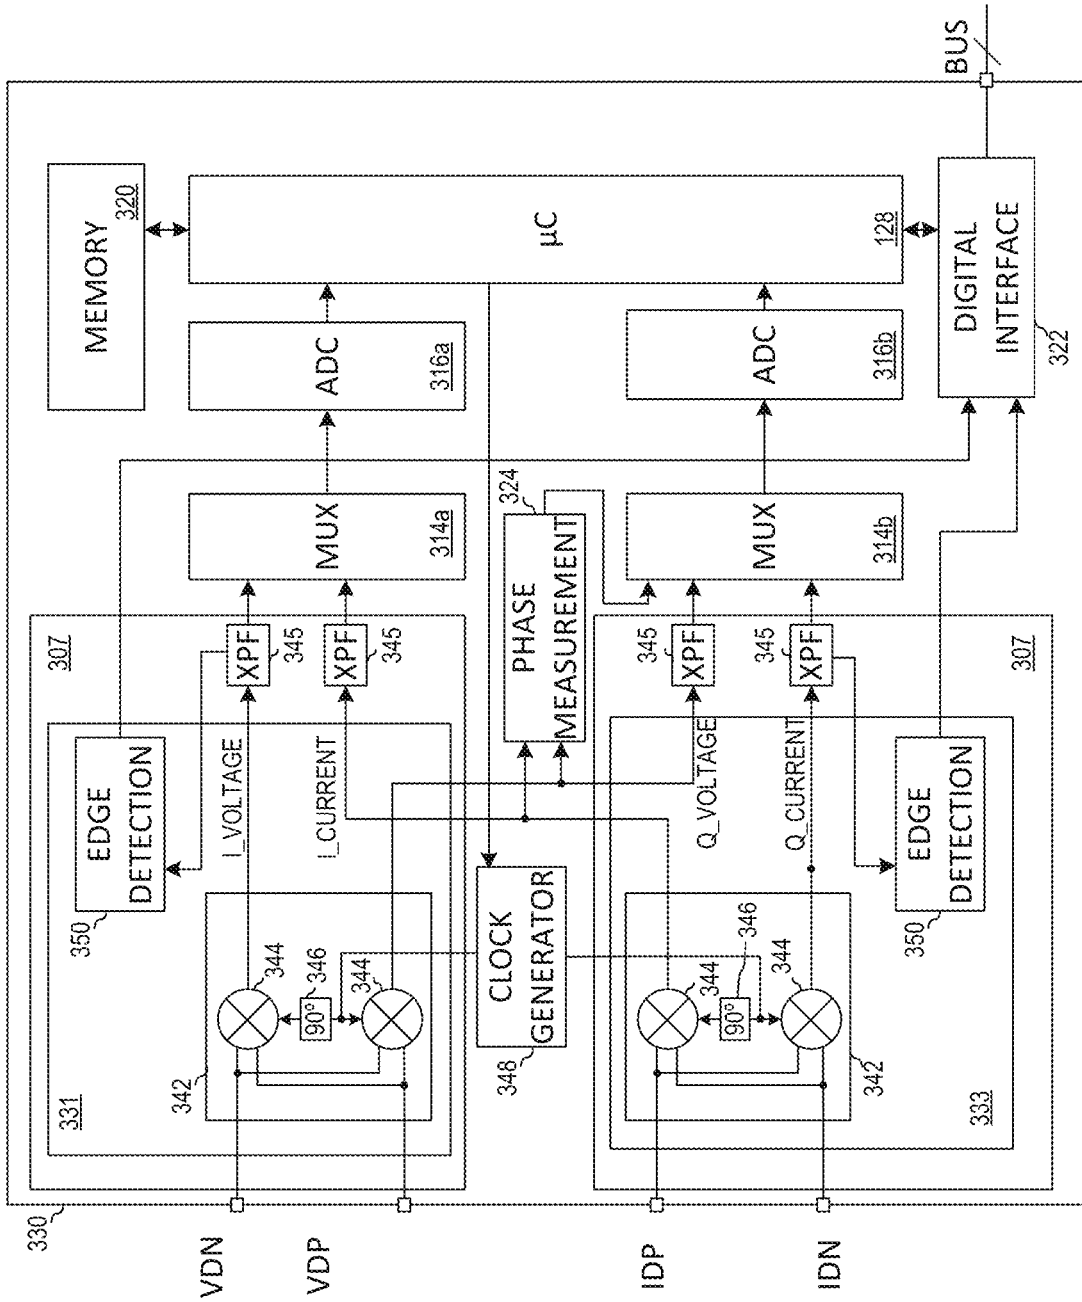 330
VDN
VDP
IDP
IDN
331
342
344
346
90°
344
350
EDGE
DETECTION
I_VOLTAGE
I_CURRENT
307
XPF
345
XPF
345
348
CLOCK
GENERATOR
PHASE
MEASUREMENT
324
333
342
344
346
90°
344
350
EDGE
DETECTION
Q_VOLTAGE
Q_CURRENT
307
345
XPF
345
XPF
MUX
314a
MUX
314b
ADC
316a
ADC
316b
MEMORY
320
µC
128
DIGITAL
INTERFACE
322
BUS